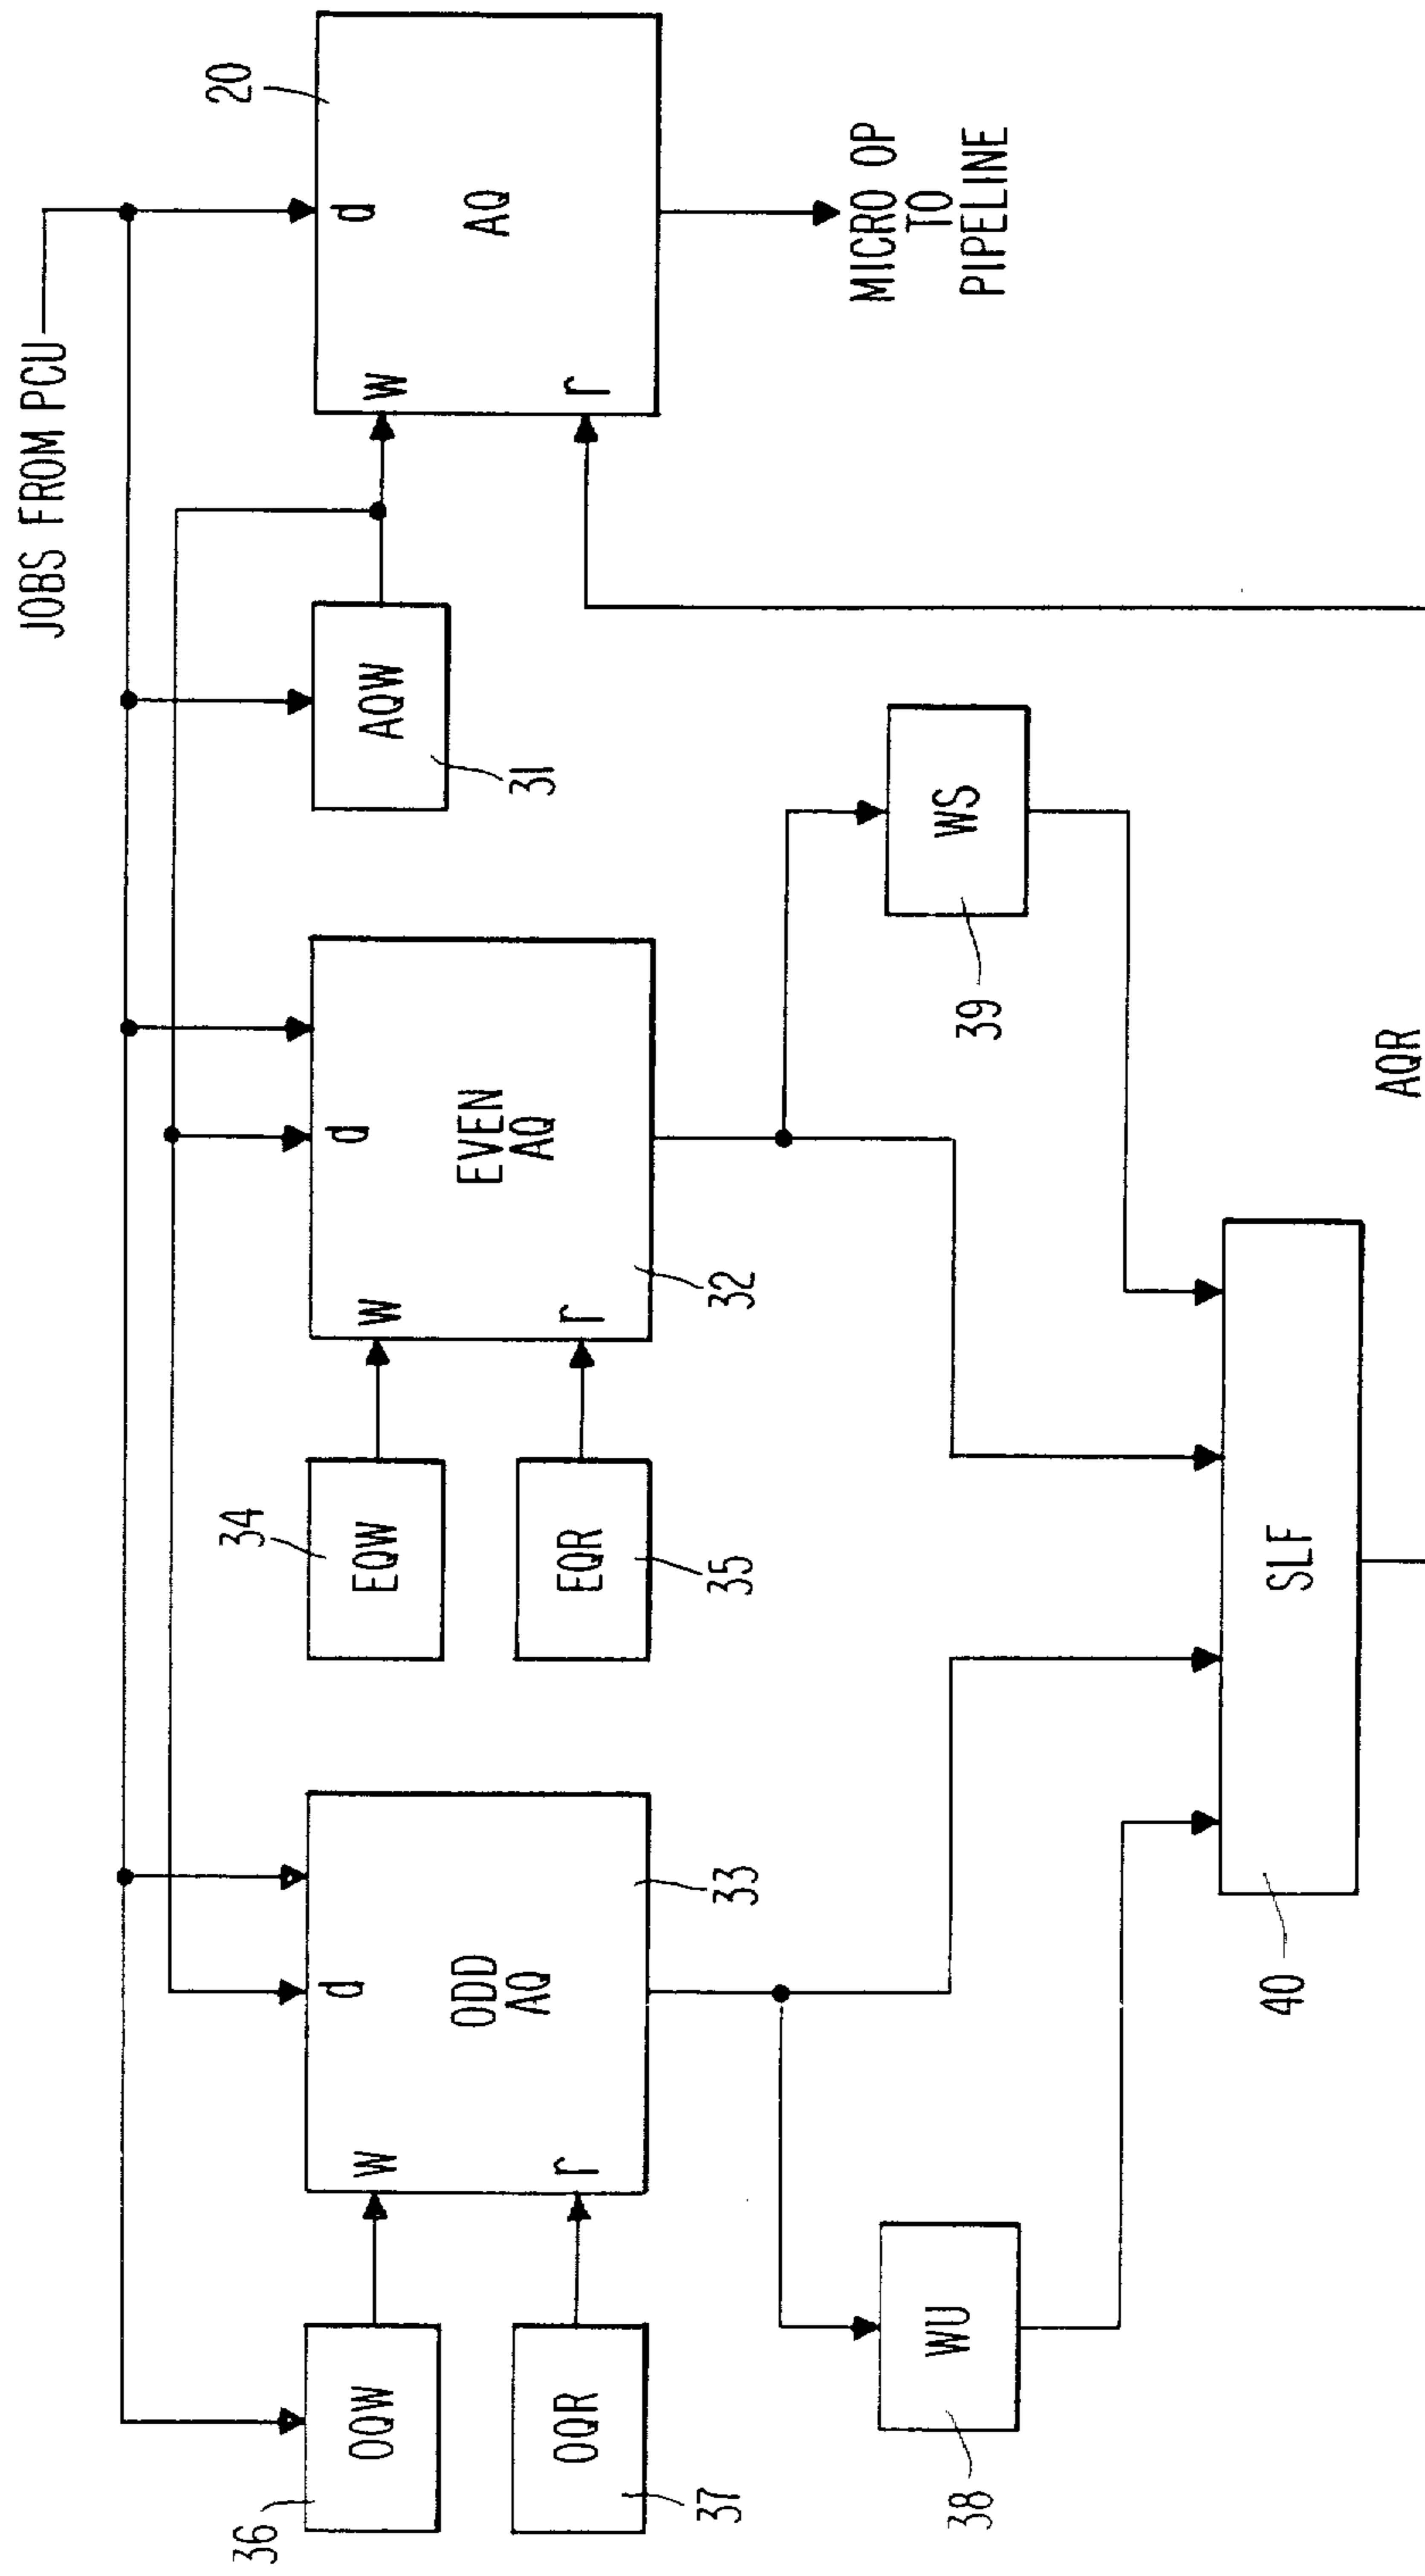 JOBS FROM PCU
36
OQW
OQR
37
W
d
r
ODD
AQ
33
34
EQW
EQR
35
W
d
r
EVEN
AQ
32
AQW
31
W
d
r
AQ
20
MICRO OP
TO
PIPELINE
WU
38
WS
39
SLF
40
AQR